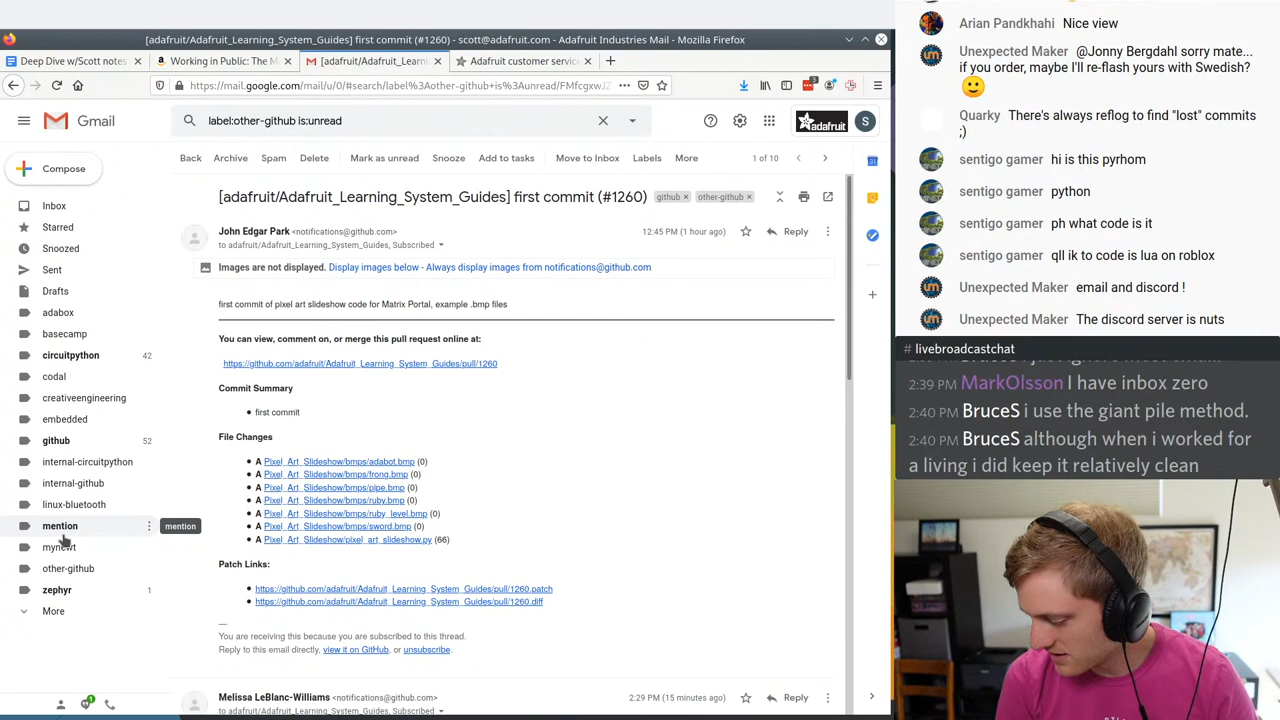 [adafruit/Adafruit_Learning_System_Guides] first commit (#1260) - scott@adafruit.com - Adafruit Industries Mail - Mozilla Firefox
Deep Dive w/Scott notes
Working in Public: The M
[adafruit/Adafruit_Learni
Adafruit customer service
https://mail.google.com/mail/u/0/#search/label%3Aother-github+is%3Aunread/FMfcgxwJZ
Gmail
label:other-github is:unread
adafruit
S
Compose
Back
Archive
Spam
Delete
Mark as unread
Snooze
Add to tasks
Move to Inbox
Labels
More
1 of 10
Inbox
Starred
Snoozed
Sent
Drafts
adabox
basecamp
circuitpython 42
codal
creativeengineering
embedded
github 52
internal-circuitpython
internal-github
linux-bluetooth
mention
mention
mynewt
other-github
zephyr 1
More
[adafruit/Adafruit_Learning_System_Guides] first commit (#1260)
github x
other-github x
John Edgar Park <notifications@github.com>
12:45 PM (1 hour ago)
Reply
to adafruit/Adafruit_Learning_System_Guides, Subscribed
Images are not displayed. Display images below - Always display images from notifications@github.com
first commit of pixel art slideshow code for Matrix Portal, example .bmp files
You can view, comment on, or merge this pull request online at:
https://github.com/adafruit/Adafruit_Learning_System_Guides/pull/1260
Commit Summary
• first commit
File Changes
• A Pixel_Art_Slideshow/bmps/adabot.bmp (0)
• A Pixel_Art_Slideshow/bmps/frong.bmp (0)
• A Pixel_Art_Slideshow/bmps/pipe.bmp (0)
• A Pixel_Art_Slideshow/bmps/ruby.bmp (0)
• A Pixel_Art_Slideshow/bmps/ruby_level.bmp (0)
• A Pixel_Art_Slideshow/bmps/sword.bmp (0)
• A Pixel_Art_Slideshow/pixel_art_slideshow.py (66)
Patch Links:
• https://github.com/adafruit/Adafruit_Learning_System_Guides/pull/1260.patch
• https://github.com/adafruit/Adafruit_Learning_System_Guides/pull/1260.diff
—
You are receiving this because you are subscribed to this thread.
Reply to this email directly, view it on GitHub, or unsubscribe.
Melissa LeBlanc-Williams <notifications@github.com>
2:29 PM (15 minutes ago)
Reply
to adafruit/Adafruit_Learning_System_Guides, Subscribed
Arian Pandkhahi Nice view
Unexpected Maker @Jonny Bergdahl sorry mate...
if you order, maybe I'll re-flash yours with Swedish?
Quarky There's always reflog to find "lost" commits
;)
sentigo gamer hi is this pyrhom
sentigo gamer python
sentigo gamer ph what code is it
sentigo gamer qll ik to code is lua on roblox
Unexpected Maker email and discord !
Unexpected Maker The discord server is nuts
# livebroadcastchat
2:39 PM MarkOlsson I have inbox zero
2:40 PM BruceS i use the giant pile method.
2:40 PM BruceS although when i worked for
a living i did keep it relatively clean